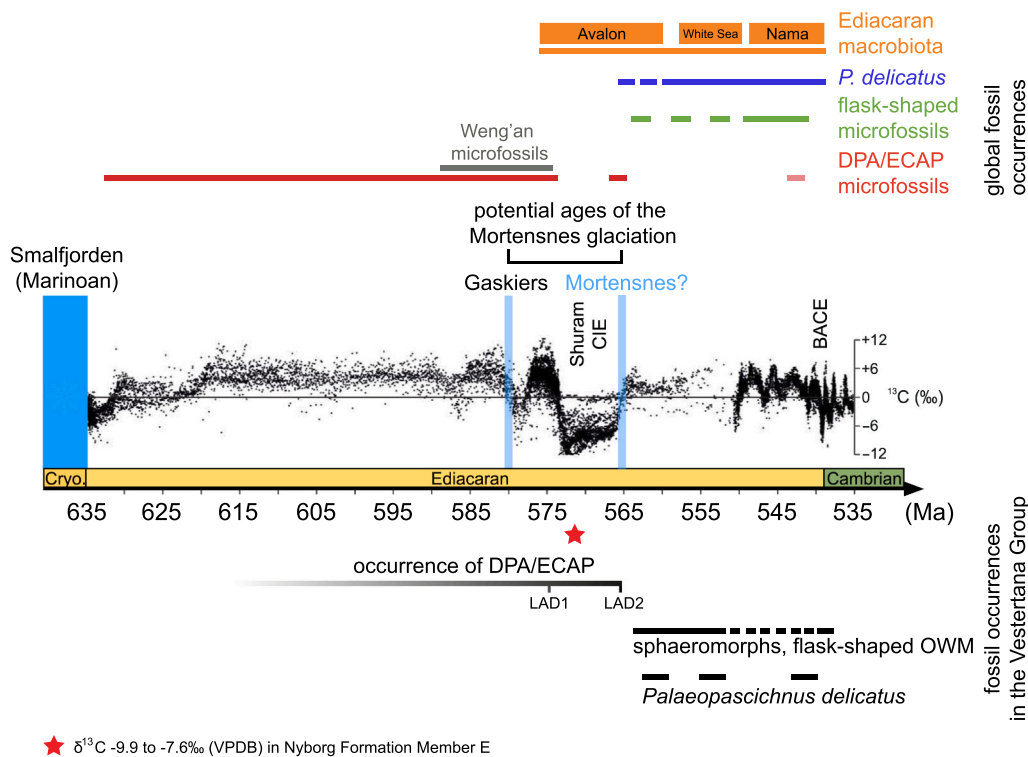 Avalon
White Sea
Nama
Ediacaran
macrobiota
P. delicatus
flask-shaped
microfossils
Weng'an
microfossils
DPA/ECAP
microfossils
global fossil
occurrences
potential ages of the
Mortensnes glaciation
Smalfjorden
(Marinoan)
Gaskiers
Mortensnes?
Shuram
CIE
BACE
+12
+6
0
-6
-12
¹³C (‰)
Cryo.
Ediacaran
Cambrian
635 625 615 605 595 585 575 565 555 545 535 (Ma)
occurrence of DPA/ECAP
LAD1
LAD2
sphaeromorphs, flask-shaped OWM
Palaeopascichnus delicatus
fossil occurrences
in the Vestertana Group
δ¹³C -9.9 to -7.6‰ (VPDB) in Nyborg Formation Member E